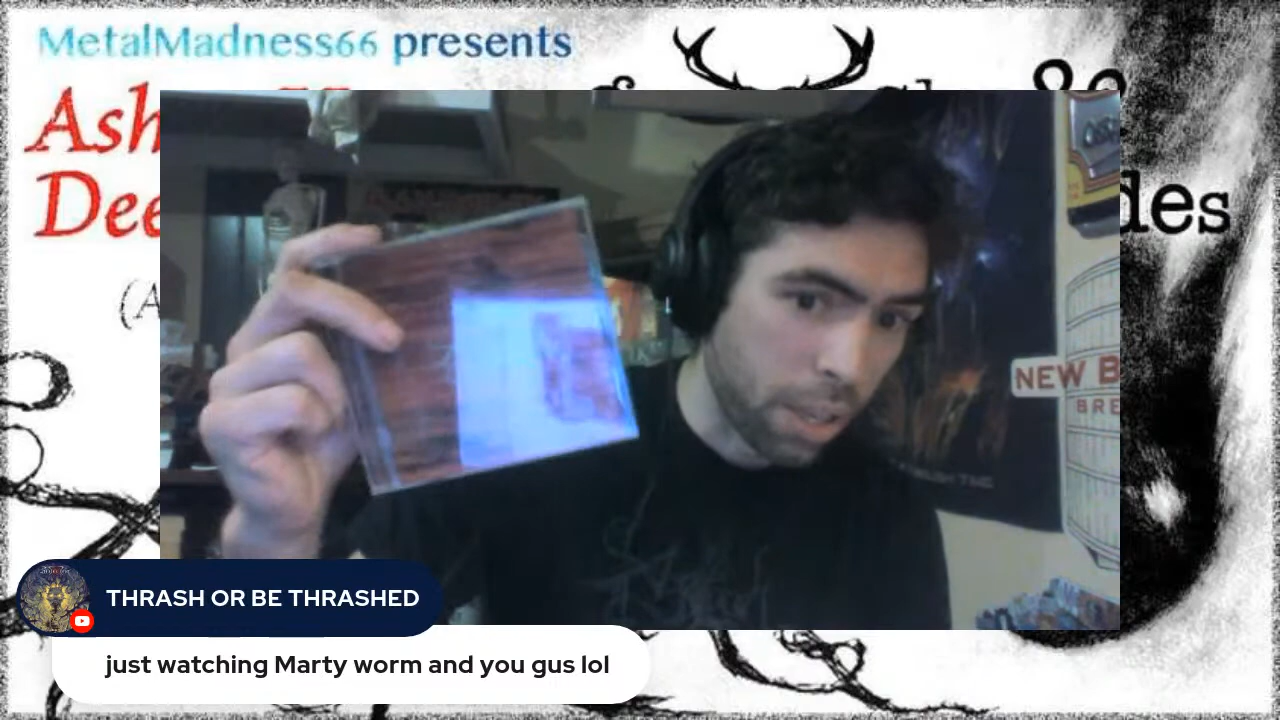 MetalMadness66 presents
Ash
Dee
des
(A
NEW B
BRE
THRASH OR BE THRASHED
just watching Marty worm and you gus lol